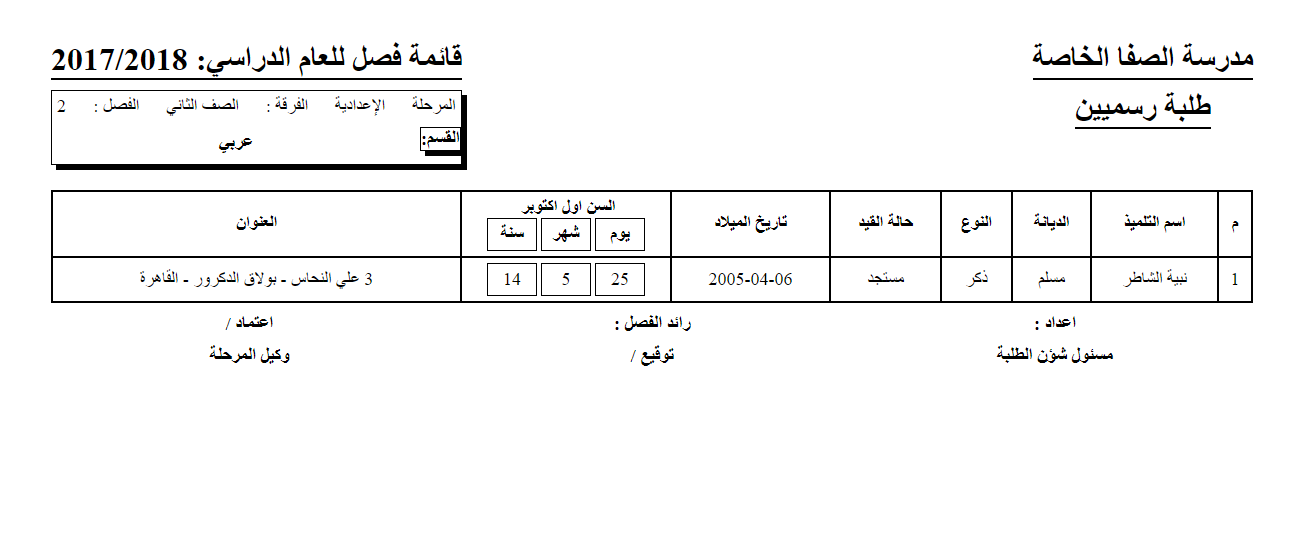 مدرسة الصفا الخاصة
قائمة فصل للعام الدراسي: 2017/2018
طلبة رسميين
المرحلة الإعدادية الفرقة : الصف الثاني الفصل : 2
القسم: عربي
م اسم التلميذ الديانة النوع حالة القيد تاريخ الميلاد السن اول اكتوبر العنوان
يوم شهر سنة
1 نبية الشاطر مسلم ذكر مستجد 2005-04-06 25 5 14 3 علي النحاس - بولاق الدكرور - القاهرة
اعداد : رائد الفصل : اعتماد /
مسئول شؤن الطلبة توقيع / وكيل المرحلة